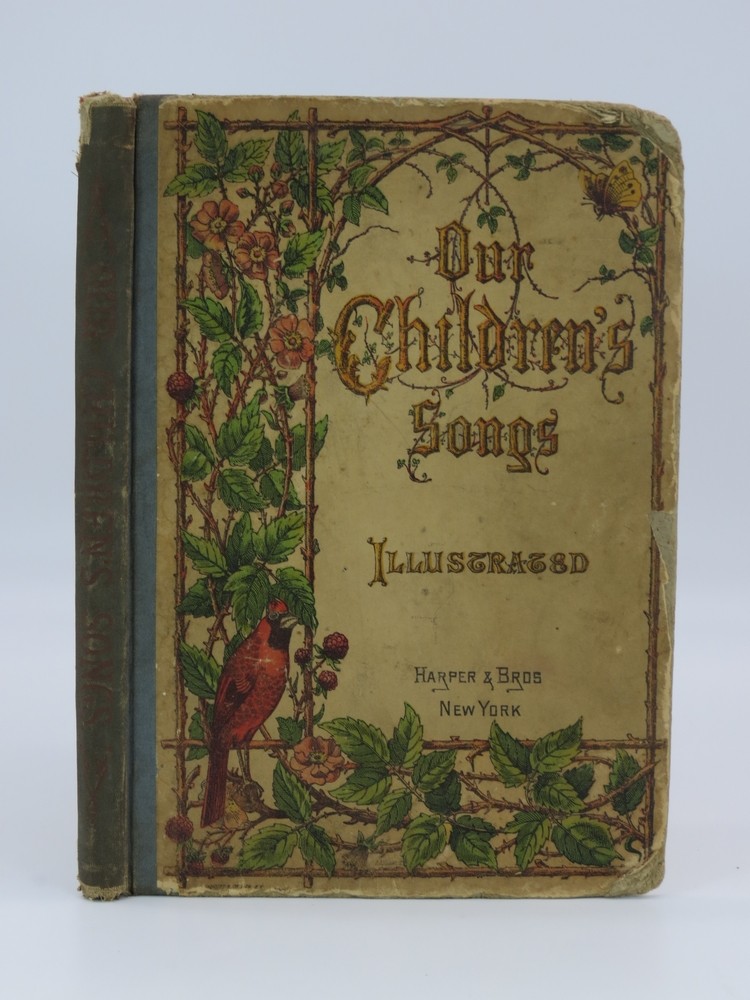 Our
Children's
Songs
Illustrated
Harper & Bros
New York